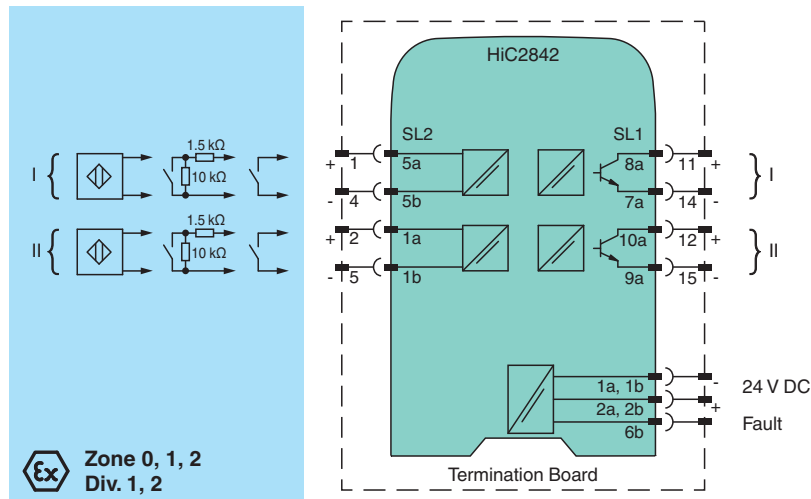 HiC2842
SL2 SL1
1.5 kΩ
I { 10 kΩ
+ 1 5a 8a 11 +
- 4 5b 7a 14 -
} I
1.5 kΩ
II { 10 kΩ
+ 2 1a 10a 12 +
- 5 1b 9a 15 -
} II
1a, 1b - 24 V DC
2a, 2b +
6b Fault
Ex Zone 0, 1, 2
Div. 1, 2
Termination Board